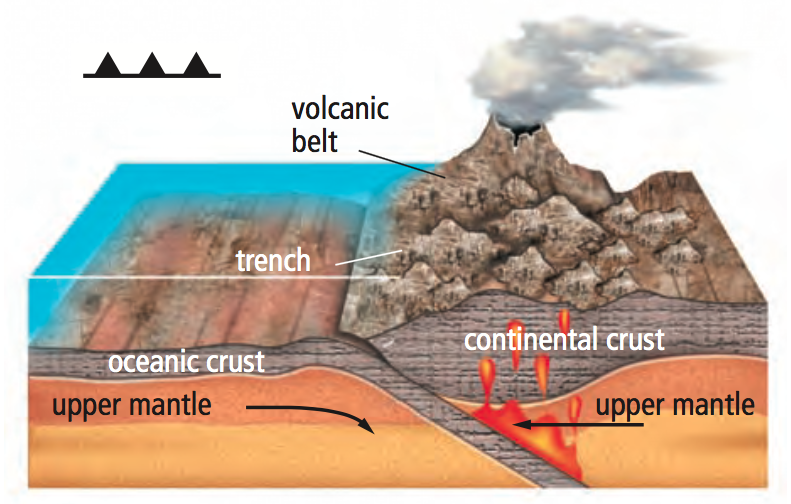 volcanic
belt
trench
continental crust
oceanic crust
upper mantle
upper mantle